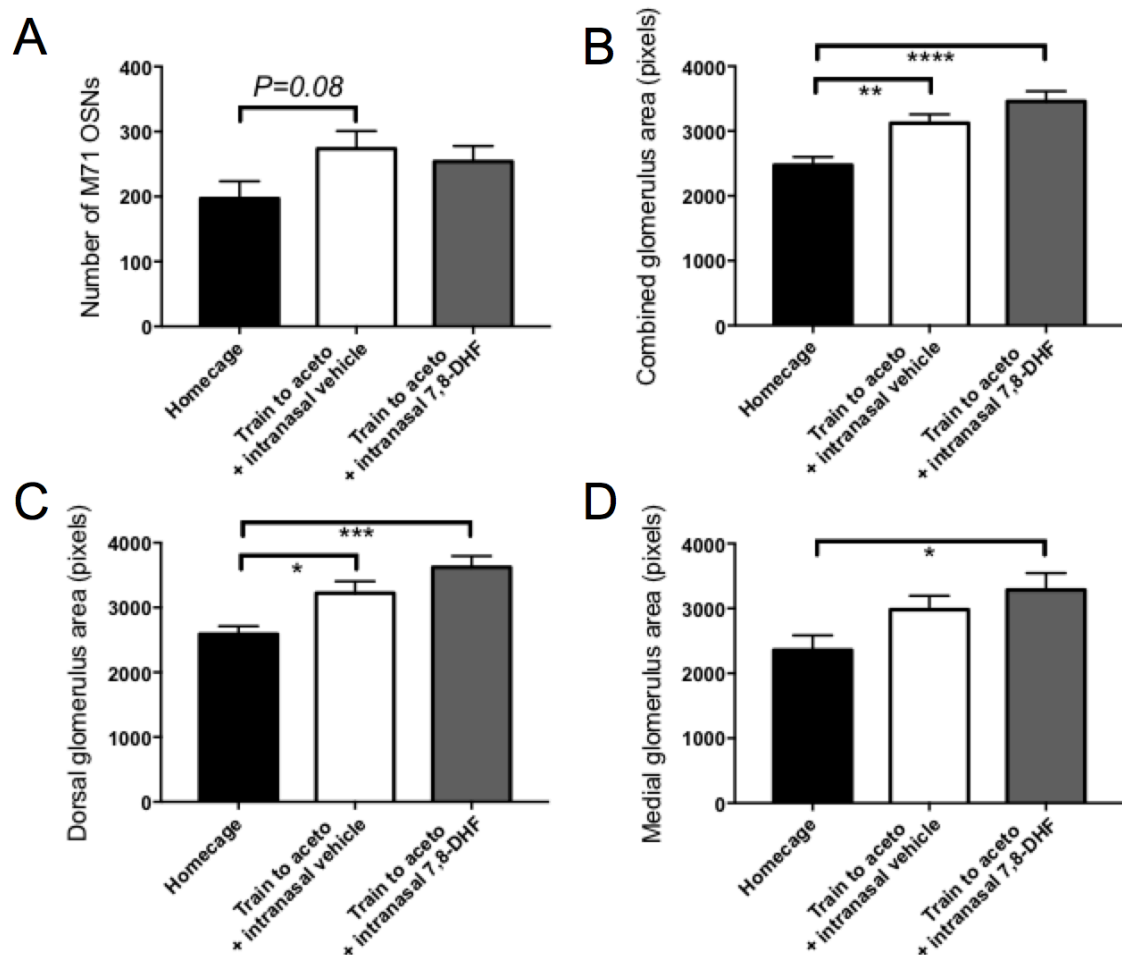 A
Number of M71 OSNs
400
300
200
100
0
P=0.08
Homecage
Train to aceto
+ intranasal vehicle
Train to aceto
+ intranasal 7,8-DHF
B
Combined glomerulus area (pixels)
4000
3000
2000
1000
0
****
**
Homecage
Train to aceto
+ intranasal vehicle
Train to aceto
+ intranasal 7,8-DHF
C
Dorsal glomerulus area (pixels)
4000
3000
2000
1000
0
***
*
Homecage
Train to aceto
+ intranasal vehicle
Train to aceto
+ intranasal 7,8-DHF
D
Medial glomerulus area (pixels)
4000
3000
2000
1000
0
*
Homecage
Train to aceto
+ intranasal vehicle
Train to aceto
+ intranasal 7,8-DHF